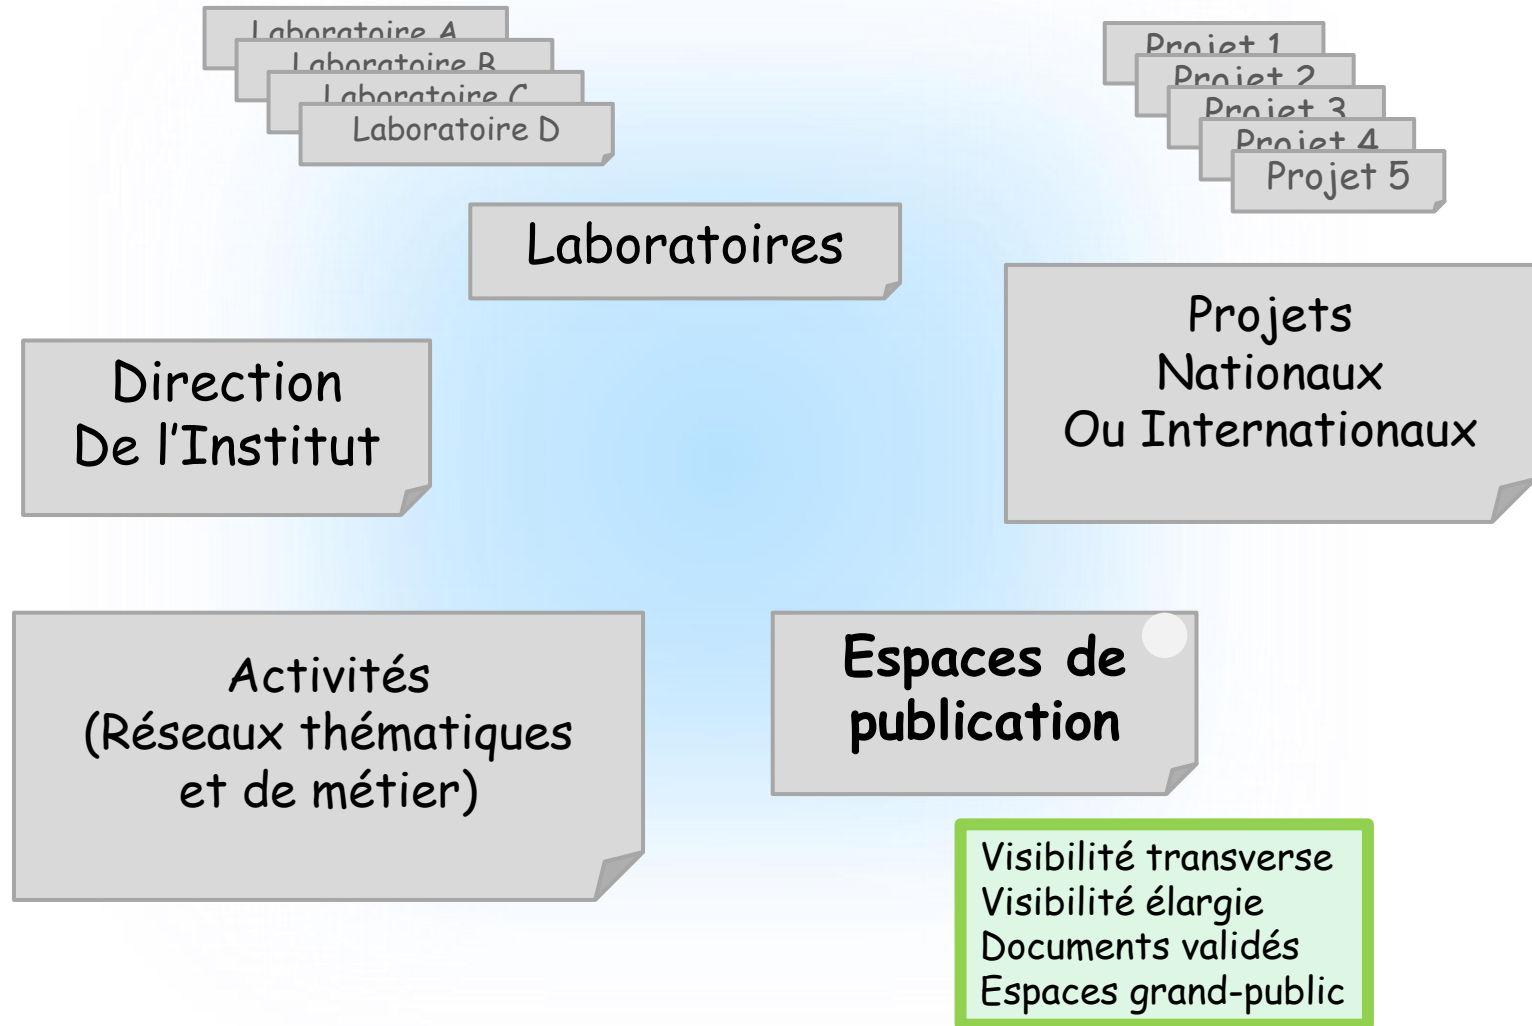 Laboratoire A
Laboratoire B
Laboratoire C
Laboratoire D
Projet 1
Projet 2
Projet 3
Projet 4
Projet 5
Laboratoires
Projets
Nationaux
Ou Internationaux
Direction
De l'Institut
Activités
(Réseaux thématiques
et de métier)
Espaces de
publication
Visibilité transverse
Visibilité élargie
Documents validés
Espaces grand-public